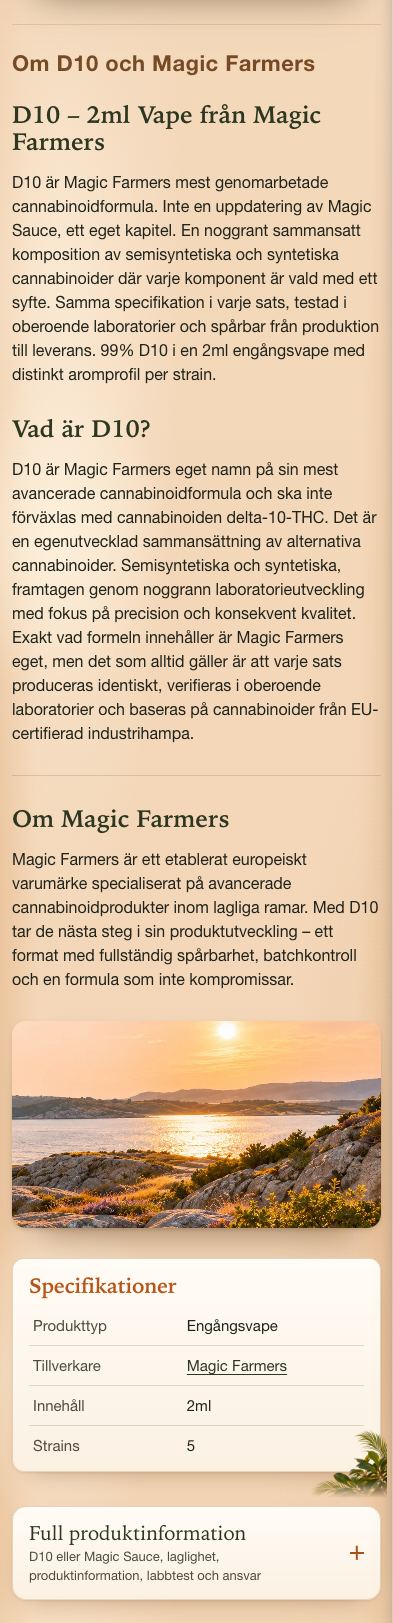 Om D10 och Magic Farmers
D10 – 2ml Vape från Magic
Farmers
D10 är Magic Farmers mest genomarbetade
cannabinoidformula. Inte en uppdatering av Magic
Sauce, ett eget kapitel. En noggrant sammansatt
komposition av semisyntetiska och syntetiska
cannabinoider där varje komponent är vald med ett
syfte. Samma specifikation i varje sats, testad i
oberoende laboratorier och spårbar från produktion
till leverans. 99% D10 i en 2ml engångsvape med
distinkt aromprofil per strain.
Vad är D10?
D10 är Magic Farmers eget namn på sin mest
avancerade cannabinoidformula och ska inte
förväxlas med cannabinoiden delta-10-THC. Det är
en egenutvecklad sammansättning av alternativa
cannabinoider. Semisyntetiska och syntetiska,
framtagen genom noggrann laboratorieutveckling
med fokus på precision och konsekvent kvalitet.
Exakt vad formeln innehåller är Magic Farmers
eget, men det som alltid gäller är att varje sats
produceras identiskt, verifieras i oberoende
laboratorier och baseras på cannabinoider från EU-
certifierad industrihampa.
Om Magic Farmers
Magic Farmers är ett etablerat europeiskt
varumärke specialiserat på avancerade
cannabinoidprodukter inom lagliga ramar. Med D10
tar de nästa steg i sin produktutveckling – ett
format med fullständig spårbarhet, batchkontroll
och en formula som inte kompromissar.
Specifikationer
Produkttyp Engångsvape
Tillverkare Magic Farmers
Innehåll 2ml
Strains 5
Full produktinformation
D10 eller Magic Sauce, laglighet,
produktinformation, labbtest och ansvar
+